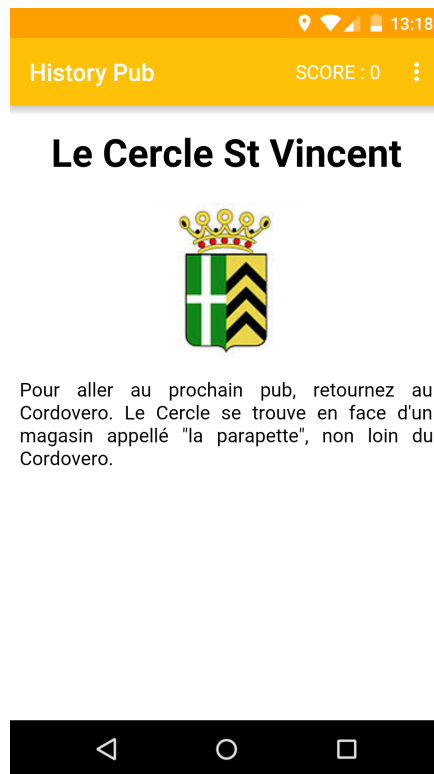 13:18
History Pub SCORE : 0
Le Cercle St Vincent
Pour aller au prochain pub, retournez au
Cordovero. Le Cercle se trouve en face d'un
magasin appellé "la parapette", non loin du
Cordovero.